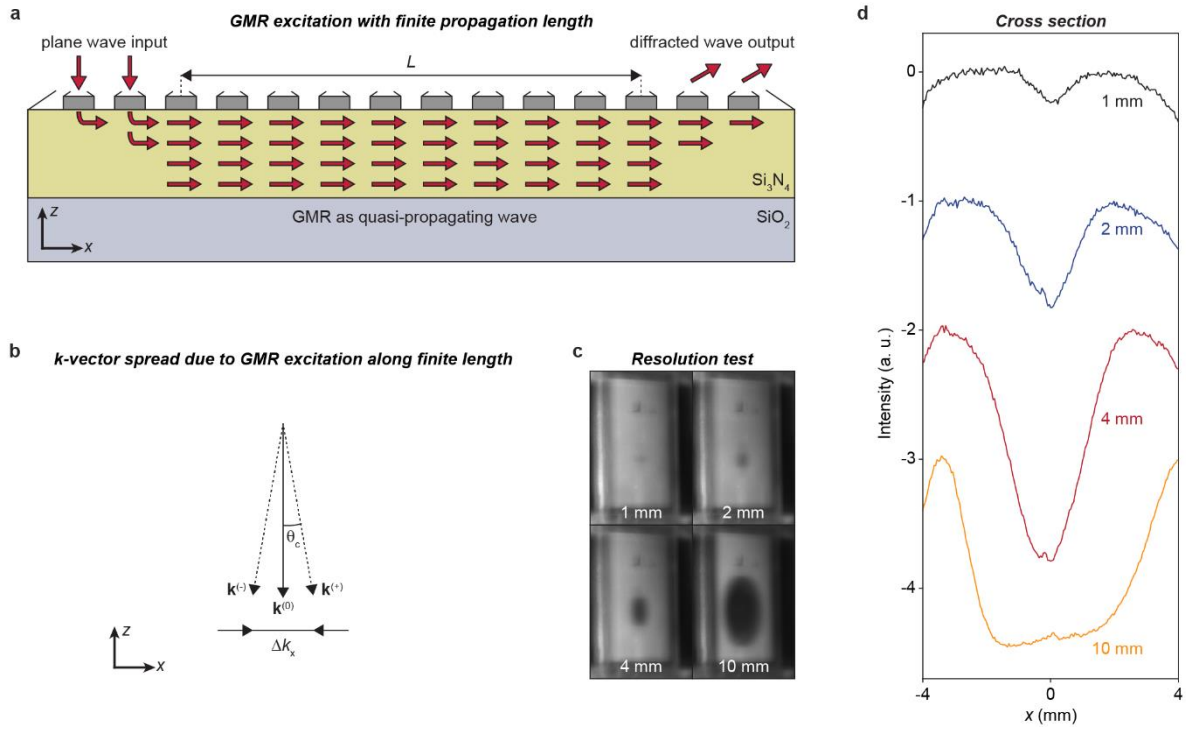 a
GMR excitation with finite propagation length
plane wave input
diffracted wave output
L
Si3N4
GMR as quasi-propagating wave
SiO2
z
x
b
k-vector spread due to GMR excitation along finite length
θc
k(-)
k(+)
k(0)
Δkx
z
x
c
Resolution test
1 mm
2 mm
4 mm
10 mm
d
Cross section
0
1 mm
-1
2 mm
-2
4 mm
-3
-4
10 mm
Intensity (a. u.)
-4
0
4
x (mm)